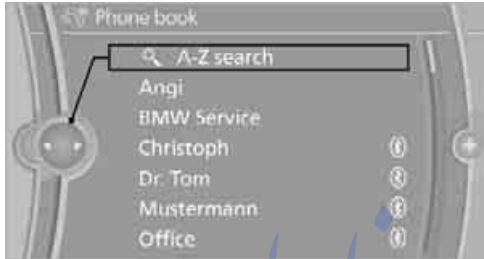 Phone book
A-Z search
Angi
BMW Service
Christoph
Dr. Tom
Mustermann
Office